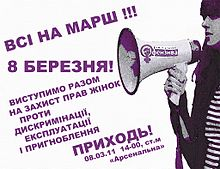 ВСІ НА МАРШ !!!
8 БЕРЕЗНЯ!
ВИСТУПИМО РАЗОМ
НА ЗАХИСТ ПРАВ ЖІНОК
ПРОТИ
ДИСКРИМІНАЦІЇ,
ЕКСПЛУАТАЦІЇ
І ПРИГНОБЛЕННЯ
ПРИХОДЬ!
08.03.11 14-00, ст.м
«Арсенальна»
офензива